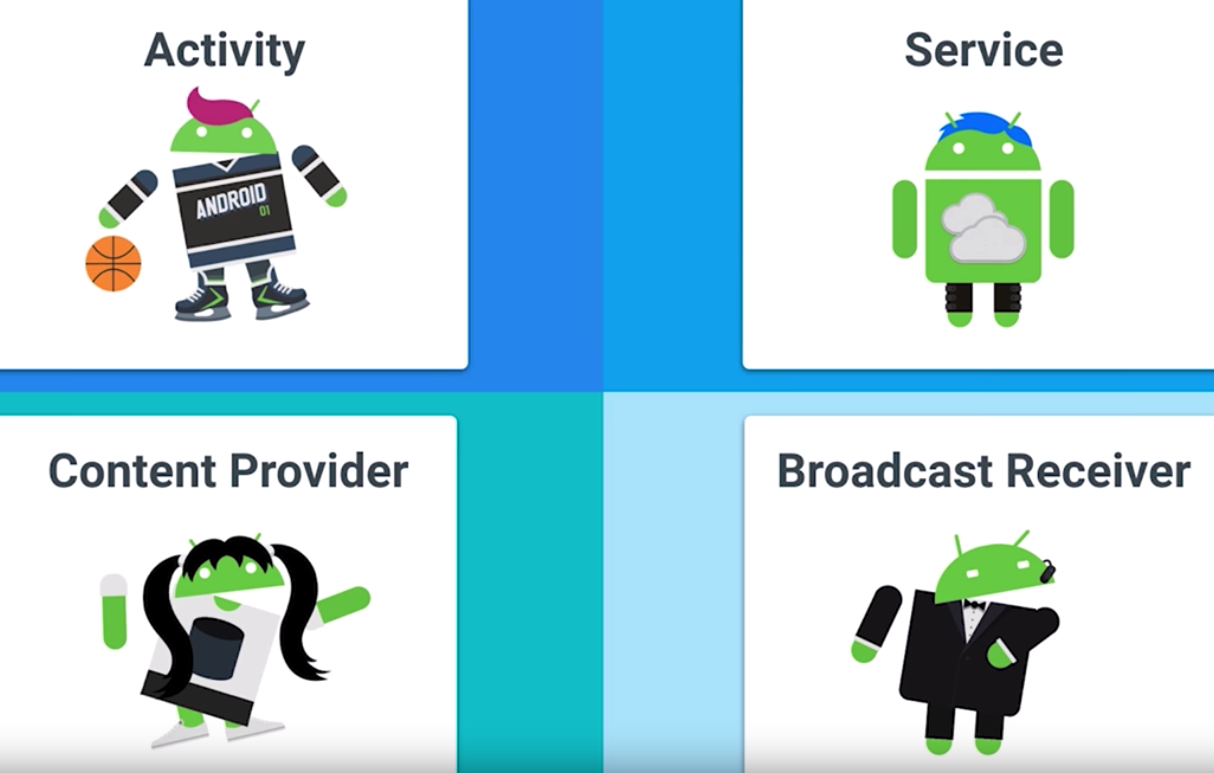 Activity
Service
ANDROID
01
Content Provider
Broadcast Receiver